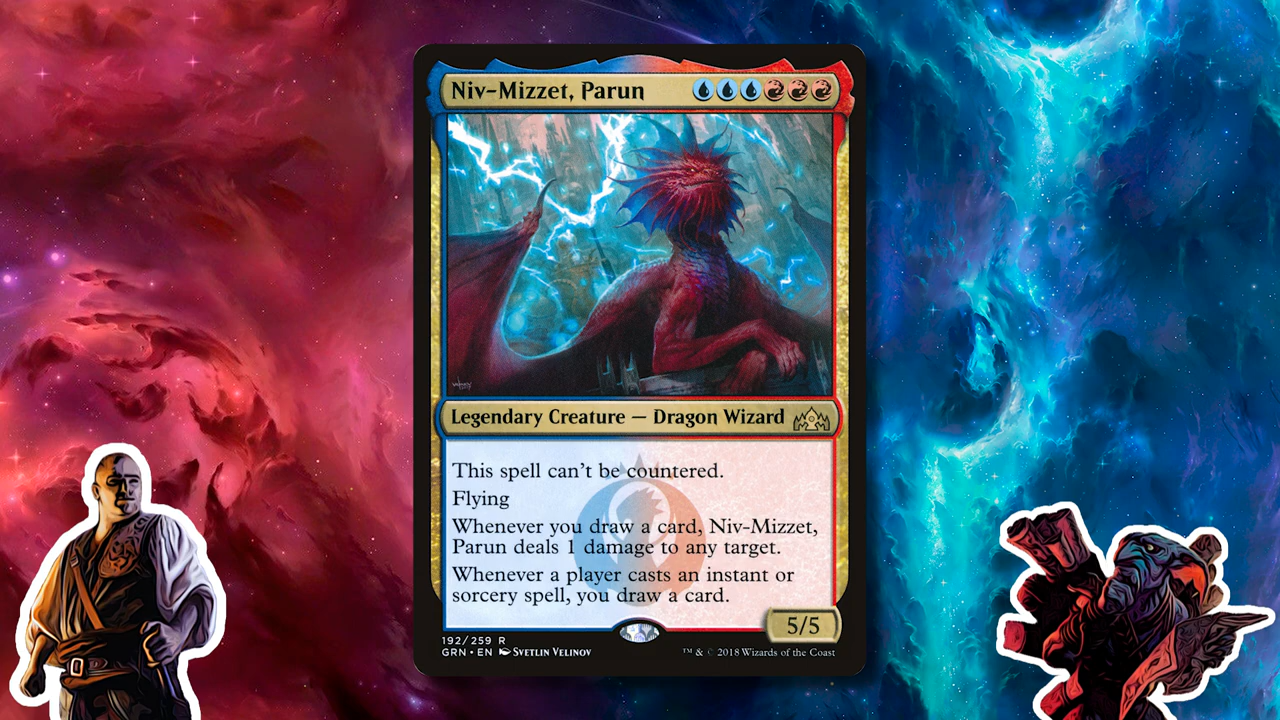 Niv-Mizzet, Parun
Legendary Creature — Dragon Wizard
This spell can't be countered.
Flying
Whenever you draw a card, Niv-Mizzet,
Parun deals 1 damage to any target.
Whenever a player casts an instant or
sorcery spell, you draw a card.
5/5
192/259 R
GRN • EN Svetlin Velinov
™ & © 2018 Wizards of the Coast